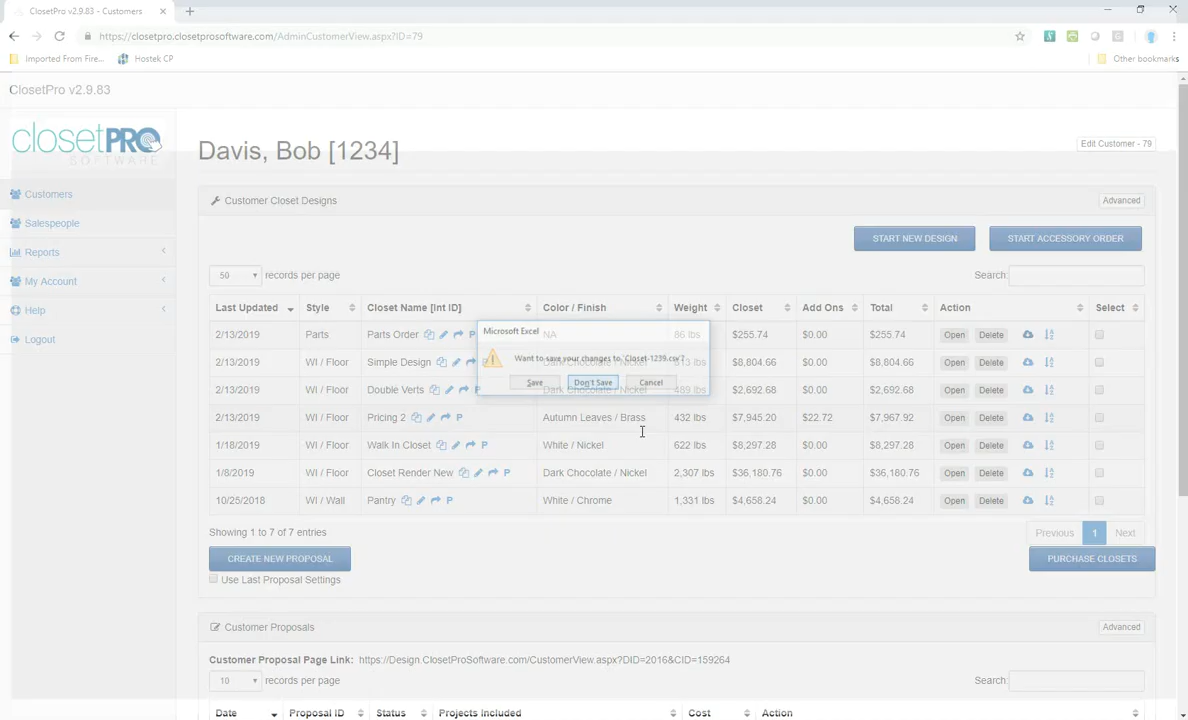 ClosetPro v2.9.83 - Customers
https://closetpro.closetprosoftware.com/AdminCustomerView.aspx?ID=79
Imported From Fire... Hostek CP Other bookmarks
ClosetPro v2.9.83
closetPRO
SOFTWARE
Davis, Bob [1234]
Edit Customer - 79
Customers
Salespeople
Reports
My Account
Help
Logout
Customer Closet Designs Advanced
START NEW DESIGN START ACCESSORY ORDER
50 records per page Search:
Last Updated Style Closet Name [Int ID] Color / Finish Weight Closet Add Ons Total Action Select
2/13/2019 Parts Parts Order P NA 86 lbs $255.74 $0.00 $255.74 Open Delete
2/13/2019 WI / Floor Simple Design Dark Chocolate / Nickel 613 lbs $8,804.66 $0.00 $8,804.66 Open Delete
2/13/2019 WI / Floor Double Verts P Dark Chocolate / Nickel 489 lbs $2,692.68 $0.00 $2,692.68 Open Delete
2/13/2019 WI / Floor Pricing 2 P Autumn Leaves / Brass 432 lbs $7,945.20 $22.72 $7,967.92 Open Delete
1/18/2019 WI / Floor Walk In Closet P White / Nickel 622 lbs $8,297.28 $0.00 $8,297.28 Open Delete
1/8/2019 WI / Floor Closet Render New P Dark Chocolate / Nickel 2,307 lbs $36,180.76 $0.00 $36,180.76 Open Delete
10/25/2018 WI / Wall Pantry P White / Chrome 1,331 lbs $4,658.24 $0.00 $4,658.24 Open Delete
Microsoft Excel
Want to save your changes to 'Closet-1239.csv'?
Save Don't Save Cancel
Showing 1 to 7 of 7 entries Previous 1 Next
CREATE NEW PROPOSAL PURCHASE CLOSETS
Use Last Proposal Settings
Customer Proposals Advanced
Customer Proposal Page Link: https://Design.ClosetProSoftware.com/CustomerView.aspx?DID=2016&CID=159264
10 records per page Search:
Date Proposal ID Status Projects Included Cost Action